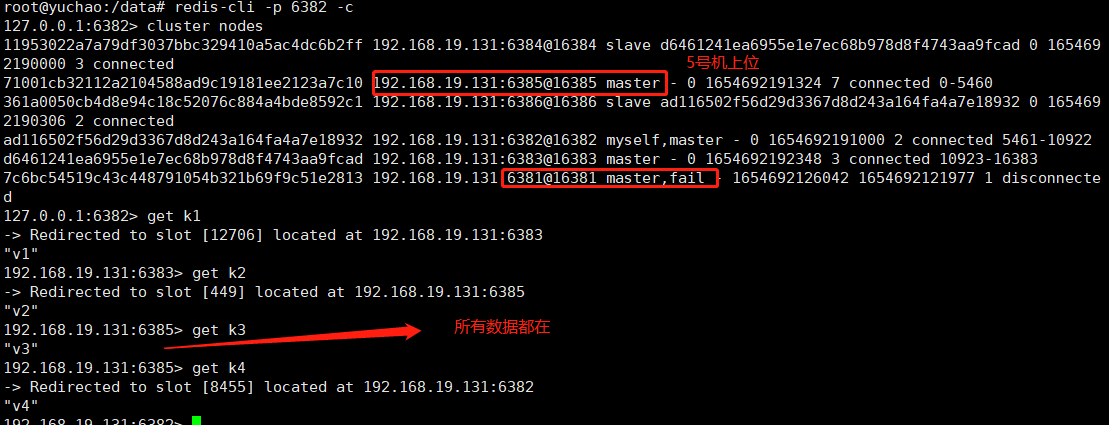 root@yuchao:/data# redis-cli -p 6382 -c
127.0.0.1:6382> cluster nodes
11953022a7a79df3037bbc329410a5ac4dc6b2ff 192.168.19.131:6384@16384 slave d6461241ea6955e1e7ec68b978d8f4743aa9fcad 0 165469
2190000 3 connected
5号机上位
71001cb32112a2104588ad9c19181ee2123a7c10 192.168.19.131:6385@16385 master - 0 1654692191324 7 connected 0-5460
361a0050cb4d8e94c18c52076c884a4bde8592c1 192.168.19.131:6386@16386 slave ad116502f56d29d3367d8d243a164fa4a7e18932 0 165469
2190306 2 connected
ad116502f56d29d3367d8d243a164fa4a7e18932 192.168.19.131:6382@16382 myself,master - 0 1654692191000 2 connected 5461-10922
d6461241ea6955e1e7ec68b978d8f4743aa9fcad 192.168.19.131:6383@16383 master - 0 1654692192348 3 connected 10923-16383
7c6bc54519c43c448791054b321b69f9c51e2813 192.168.19.131 6381@16381 master,fail - 1654692126042 1654692121977 1 disconnecte
d
127.0.0.1:6382> get k1
-> Redirected to slot [12706] located at 192.168.19.131:6383
"v1"
192.168.19.131:6383> get k2
-> Redirected to slot [449] located at 192.168.19.131:6385
"v2"
192.168.19.131:6385> get k3
所有数据都在
"v3"
192.168.19.131:6385> get k4
-> Redirected to slot [8455] located at 192.168.19.131:6382
"v4"
192.168.19.131:6382>